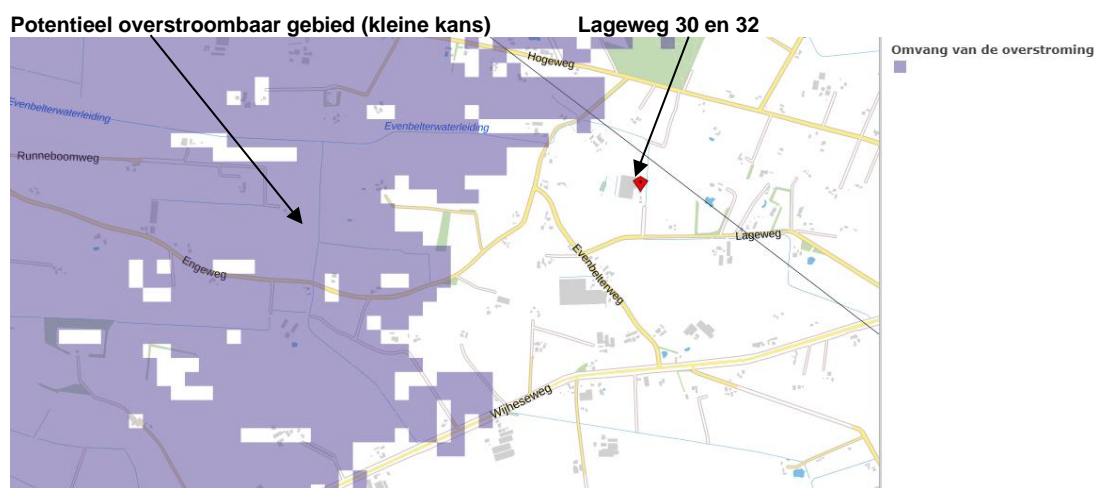 Potentieel overstroombaar gebied (kleine kans)
Lageweg 30 en 32
Omvang van de overstroming
Hogeweg
Evenbelterwaterleiding
Evenbelterwaterleiding
Runneboomweg
Lageweg
Engeweg
Evenbelterweg
Wijheseweg